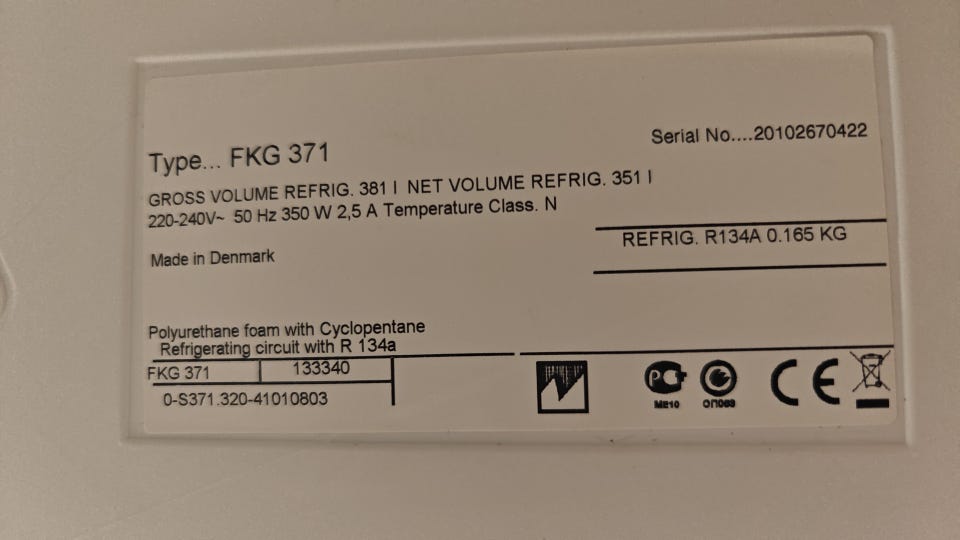 Serial No....20102670422
Type... FKG 371
GROSS VOLUME REFRIG. 381 l NET VOLUME REFRIG. 351 l
220-240V~ 50 Hz 350 W 2,5 A Temperature Class. N
REFRIG. R134A 0.165 KG
Made in Denmark
Polyurethane foam with Cyclopentane
Refrigerating circuit with R 134a
FKG 371 133340
0-S371.320-41010803
ME10
CE